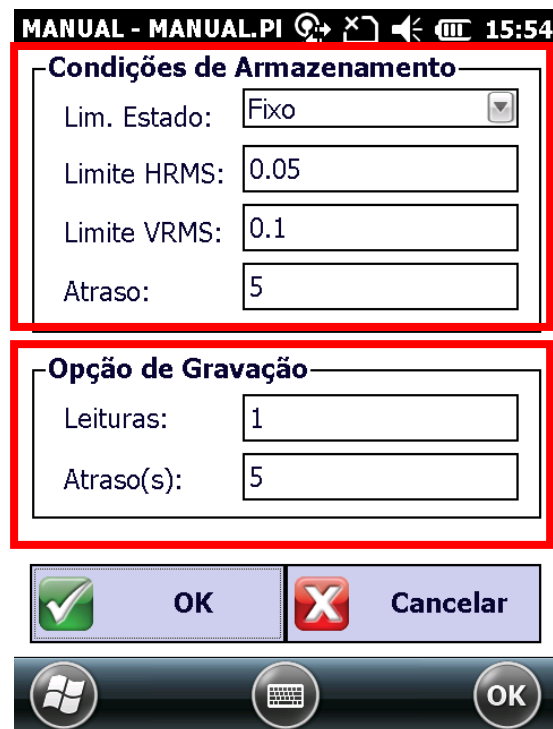 MANUAL - MANUAL.PI 15:54
Condições de Armazenamento
Lim. Estado: Fixo
Limite HRMS: 0.05
Limite VRMS: 0.1
Atraso: 5
Opção de Gravação
Leituras: 1
Atraso(s): 5
OK Cancelar
OK